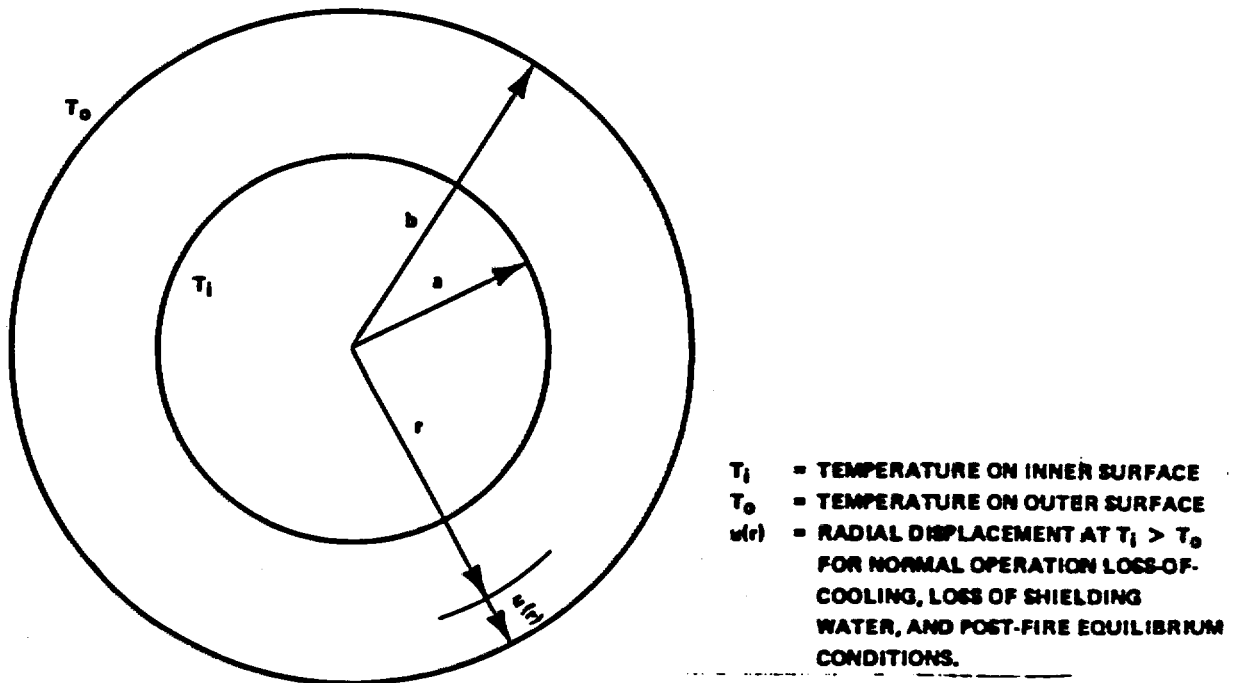 To
b
a
Ti
r
u(r)
Ti = TEMPERATURE ON INNER SURFACE
To = TEMPERATURE ON OUTER SURFACE
u(r) = RADIAL DISPLACEMENT AT Ti > To
FOR NORMAL OPERATION LOSS-OF-
COOLING, LOSS OF SHIELDING
WATER, AND POST-FIRE EQUILIBRIUM
CONDITIONS.